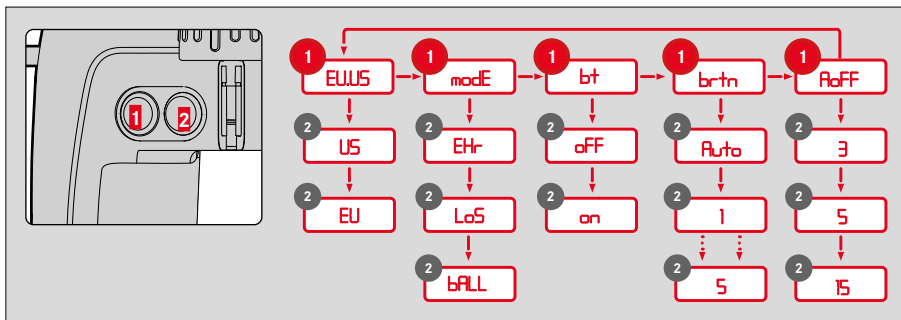 1 2
1 1 1 1 1
EU.US modE bt brtn AoFF
2 2 2 2 2
US EHr oFF Auto 3
2 2 2 2 2
EU LoS on 1 5
2 2 2
bALL 5 15